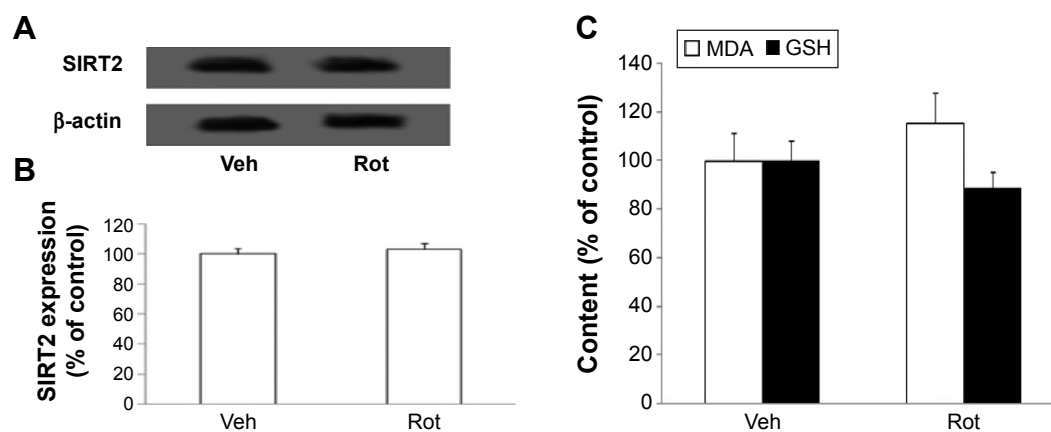 A
SIRT2
β-actin
Veh Rot
B
SIRT2 expression
(% of control)
120
100
80
60
40
20
0
Veh Rot
C
MDA GSH
Content (% of control)
140
120
100
80
60
40
20
0
Veh Rot